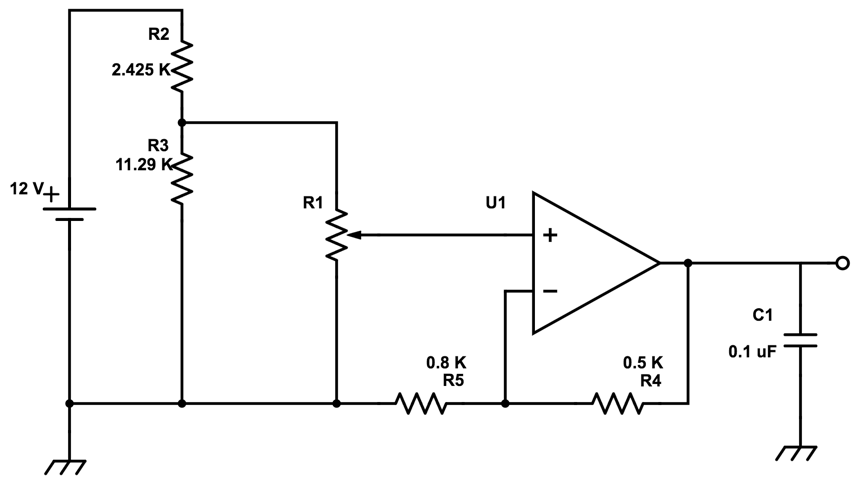 R2
2.425 K
R3
11.29 K
12 V
+
R1
U1
+
−
C1
0.1 uF
0.8 K
R5
0.5 K
R4